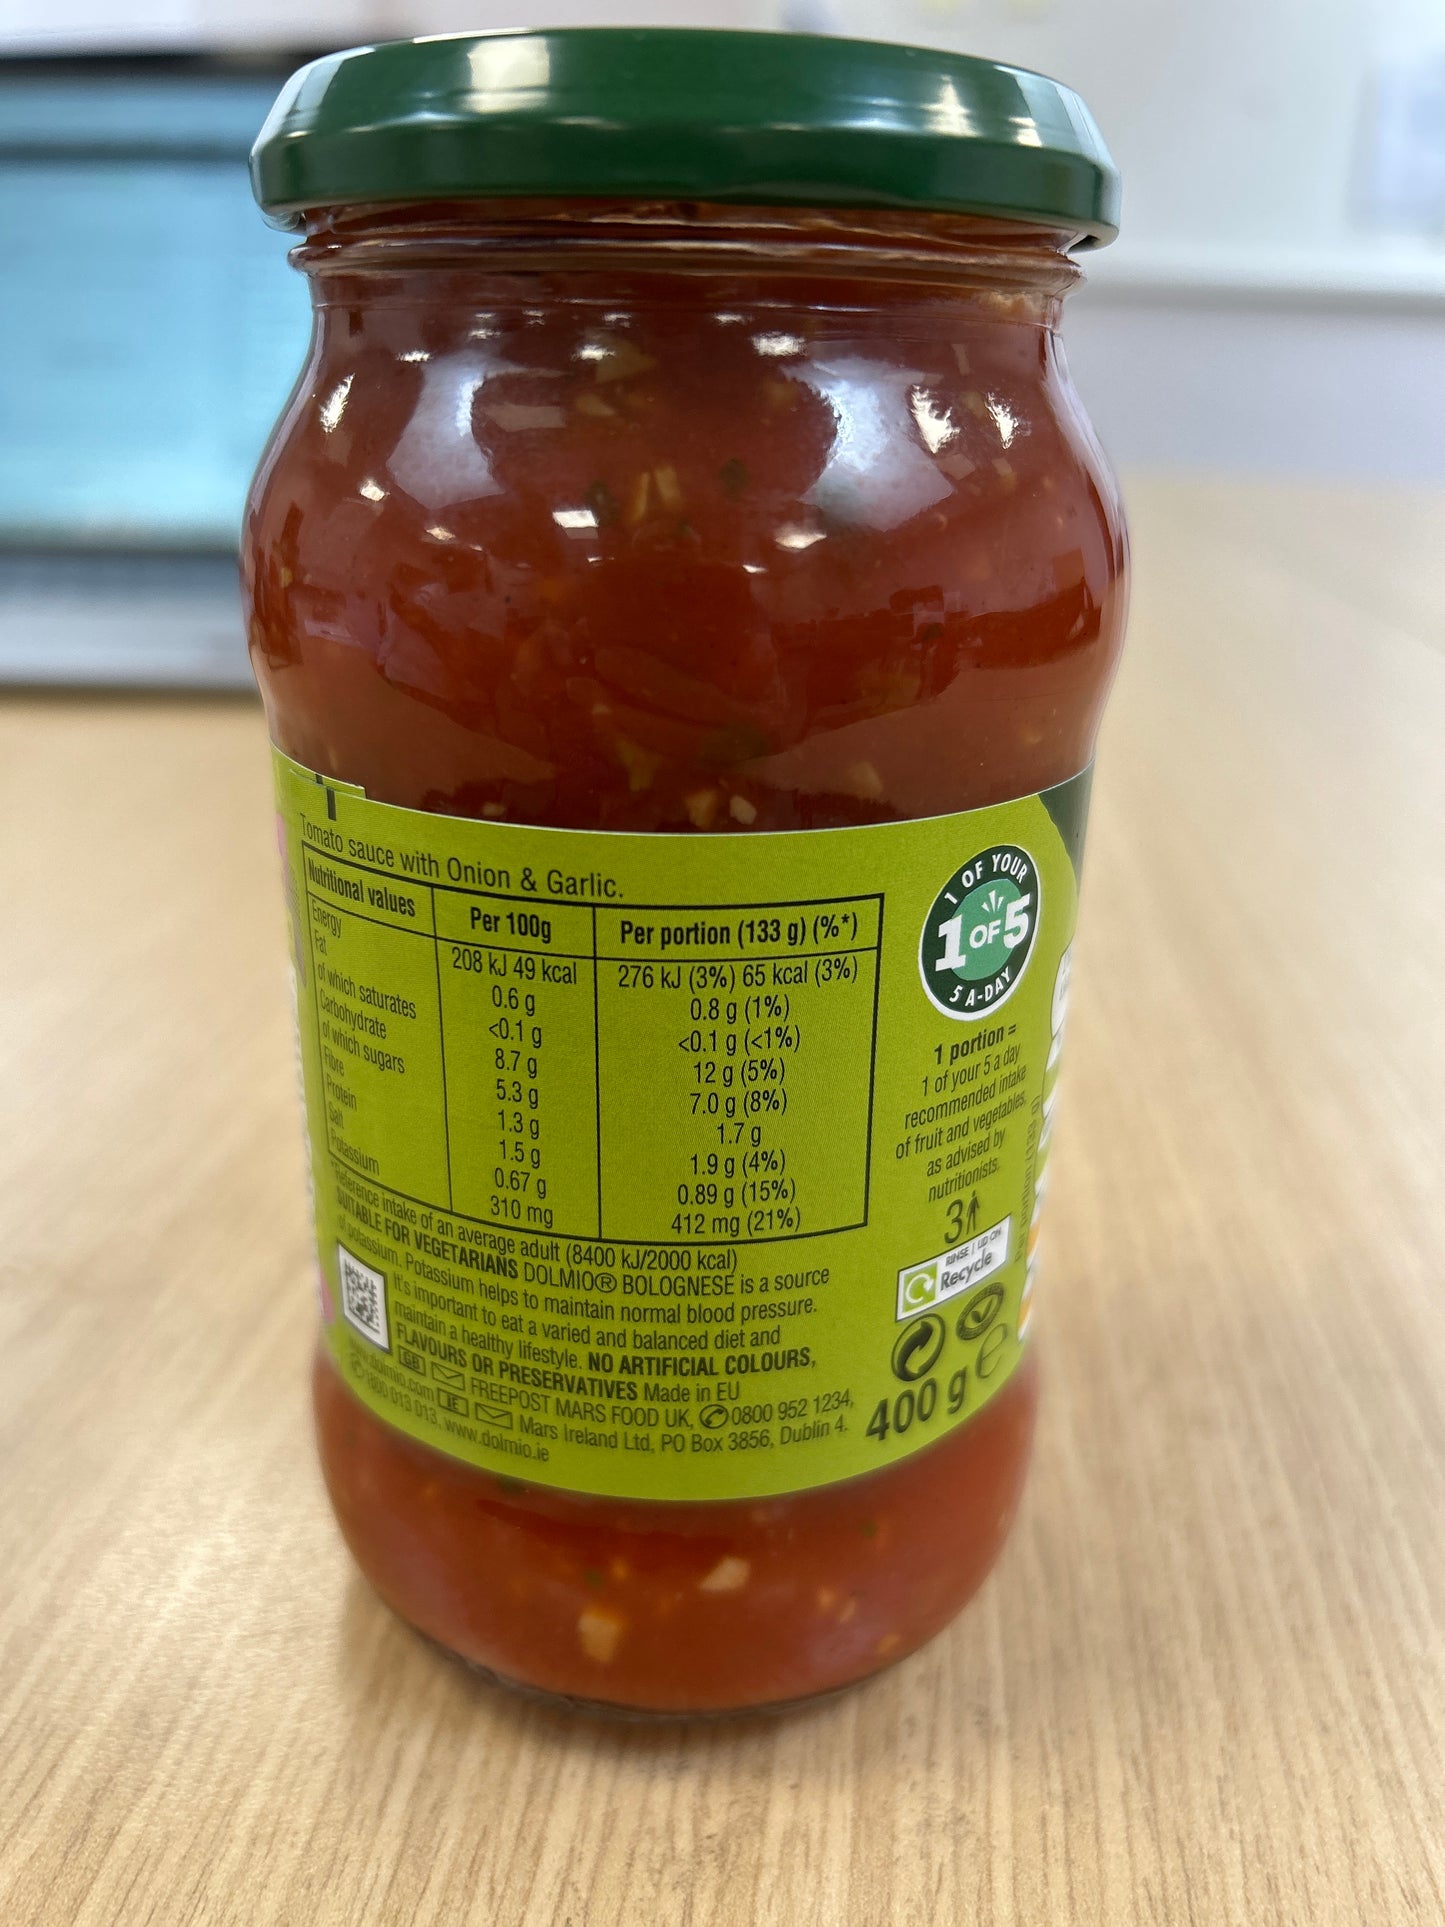 Tomato sauce with Onion & Garlic.
Nutritional values Per 100g Per portion (133 g) (%*)
Energy 208 kJ 49 kcal 276 kJ (3%) 65 kcal (3%)
Fat 0.6 g 0.8 g (1%)
of which saturates <0.1 g <0.1 g (<1%)
Carbohydrate 8.7 g 12 g (5%)
of which sugars 5.3 g 7.0 g (8%)
Fibre 1.3 g 1.7 g
Protein 1.5 g 1.9 g (4%)
Salt 0.67 g 0.89 g (15%)
Potassium 310 mg 412 mg (21%)
*Reference intake of an average adult (8400 kJ/2000 kcal)
SUITABLE FOR VEGETARIANS DOLMIO® BOLOGNESE is a source
of potassium. Potassium helps to maintain normal blood pressure.
It's important to eat a varied and balanced diet and
maintain a healthy lifestyle. NO ARTIFICIAL COLOURS,
FLAVOURS OR PRESERVATIVES Made in EU
GB FREEPOST MARS FOOD UK, 0800 952 1234,
www.dolmio.com IE Mars Ireland Ltd, PO Box 3856, Dublin 4.
1800 013 013. www.dolmio.ie
1 OF YOUR
1 OF 5
5 A-DAY
1 portion =
1 of your 5 a day
recommended intake
of fruit and vegetables
as advised by
nutritionists.
3
RINSE | LID ON
Recycle
400 g e